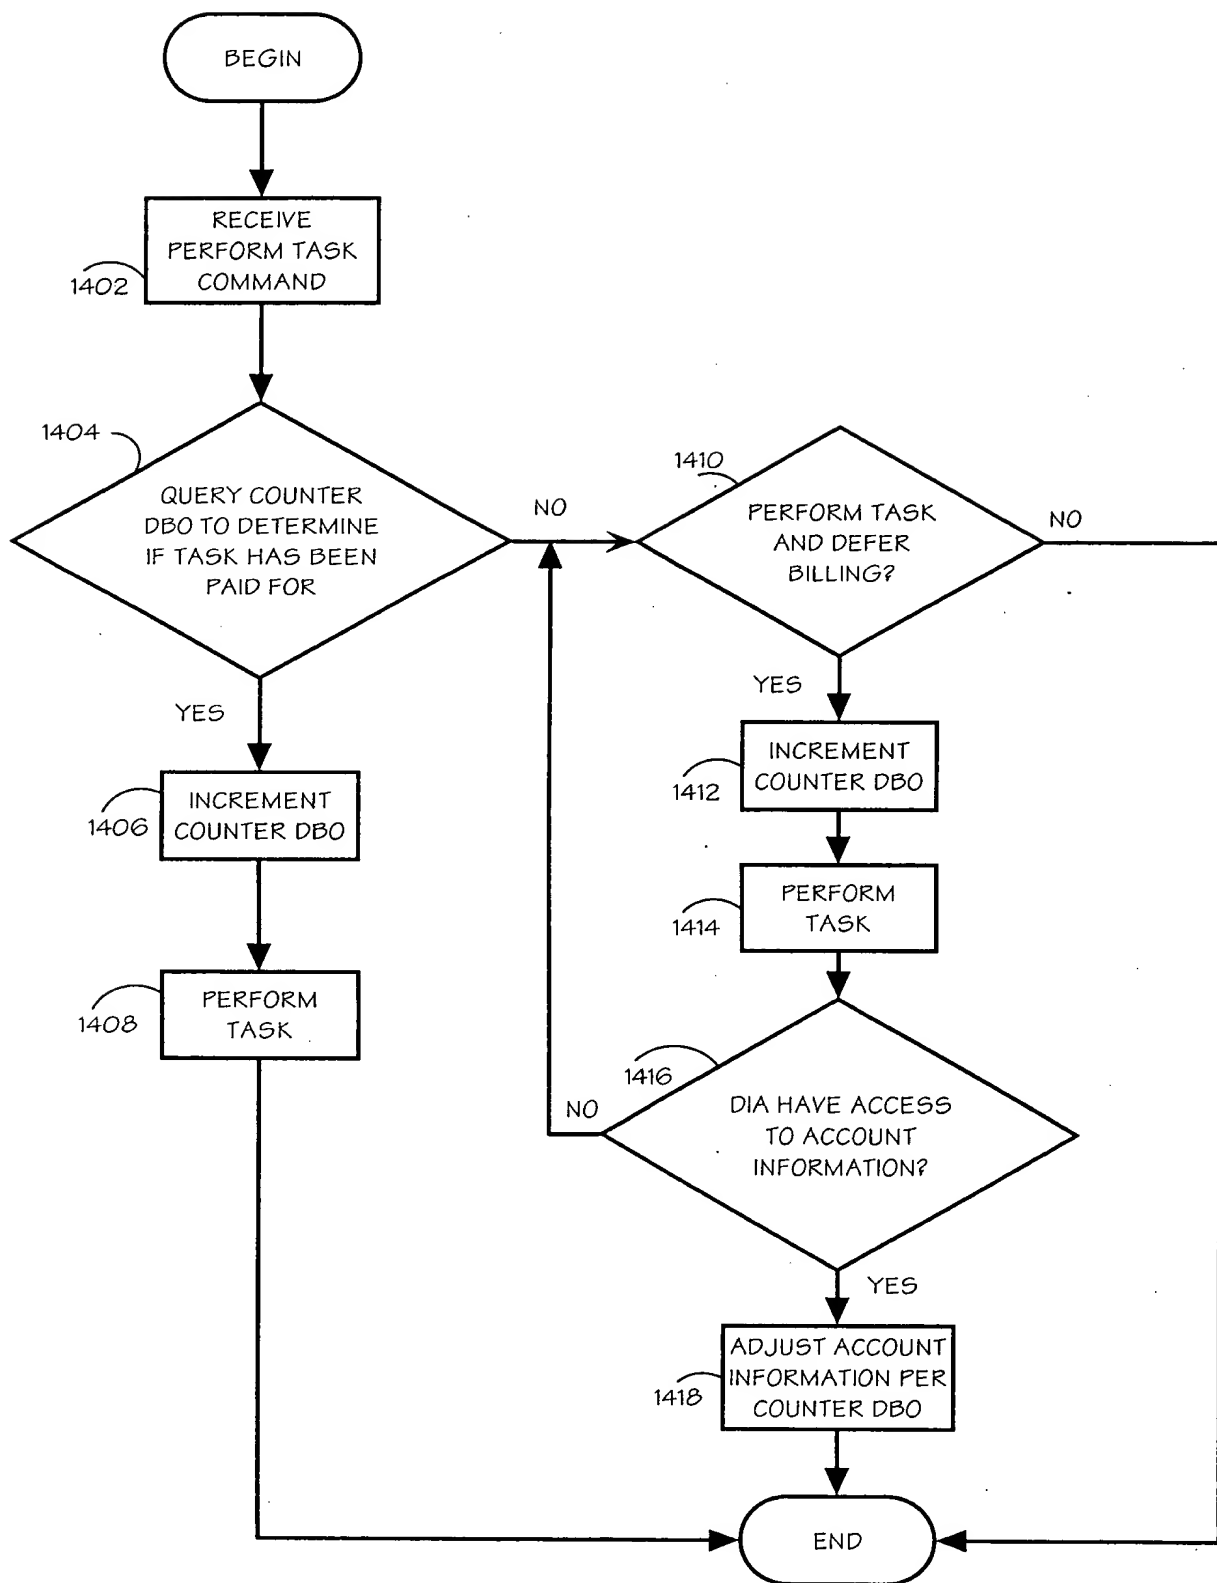 BEGIN
RECEIVE
PERFORM TASK
COMMAND
1402
1404
QUERY COUNTER
DBO TO DETERMINE
IF TASK HAS BEEN
PAID FOR
NO
YES
INCREMENT
COUNTER DBO
1406
PERFORM
TASK
1408
1410
PERFORM TASK
AND DEFER
BILLING?
NO
YES
INCREMENT
COUNTER DBO
1412
PERFORM
TASK
1414
1416
NO
DIA HAVE ACCESS
TO ACCOUNT
INFORMATION?
YES
ADJUST ACCOUNT
INFORMATION PER
COUNTER DBO
1418
END